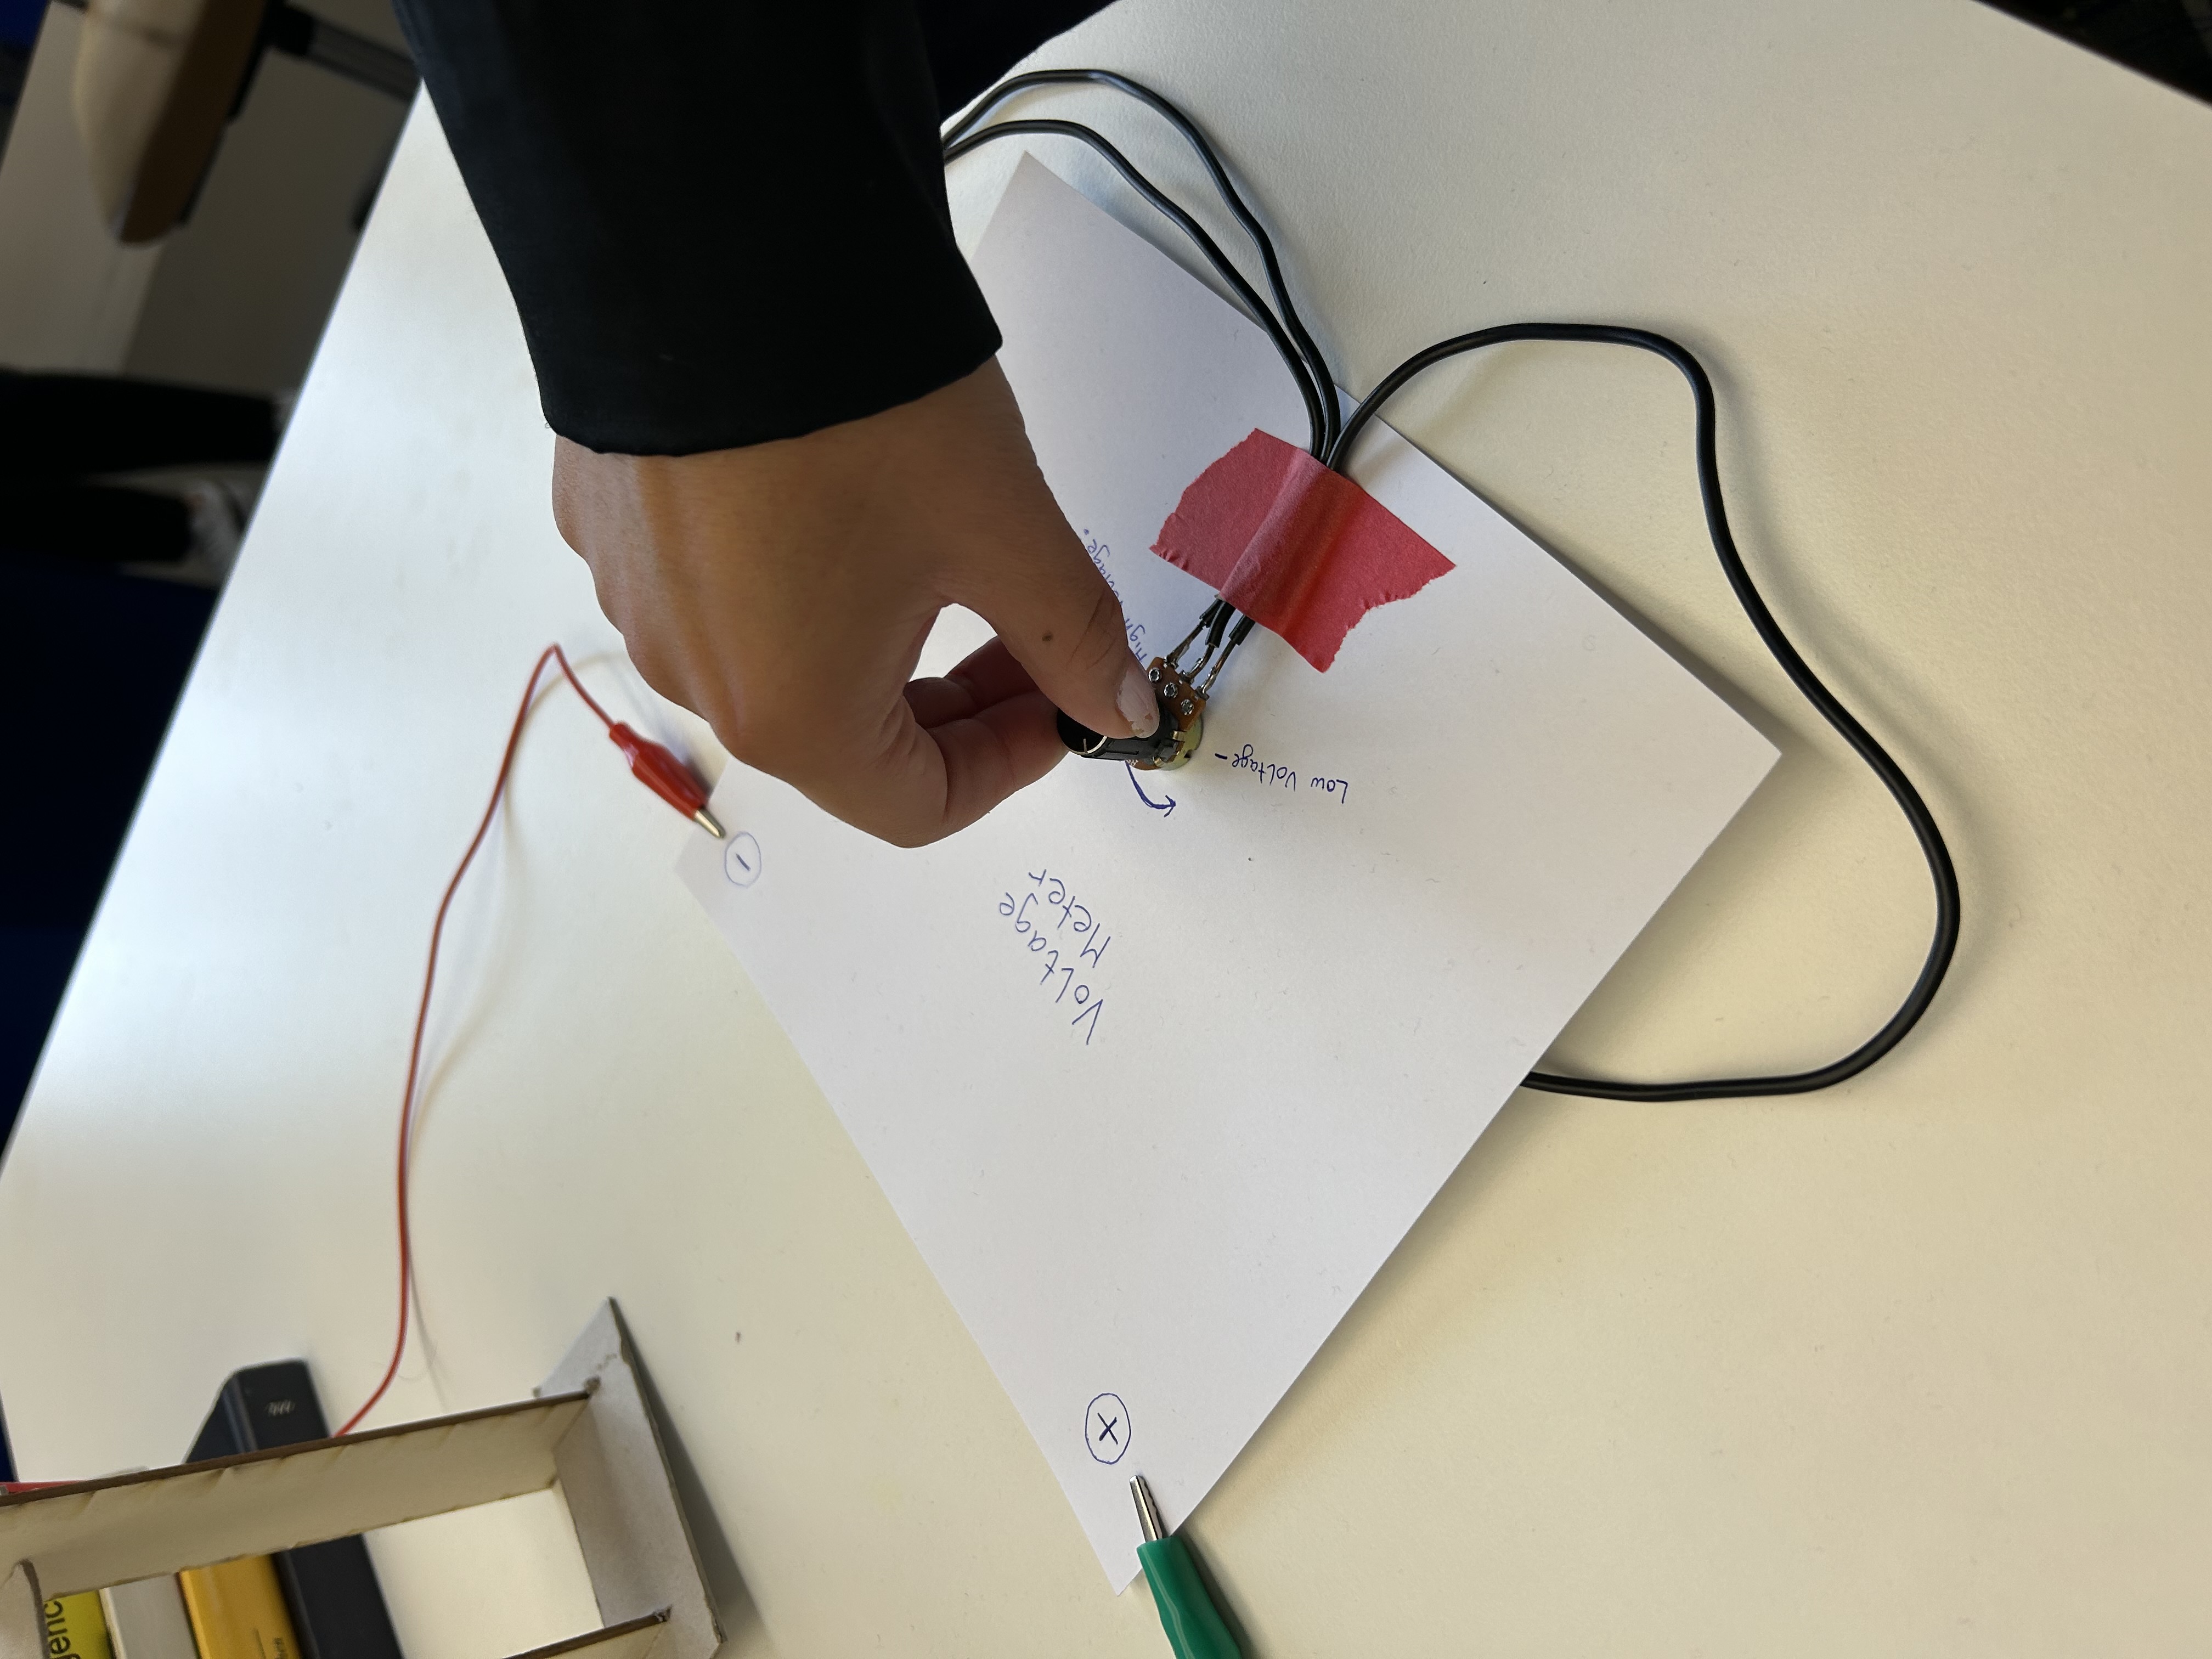 −
+
Voltage
Meter
High Voltage
Low Voltage